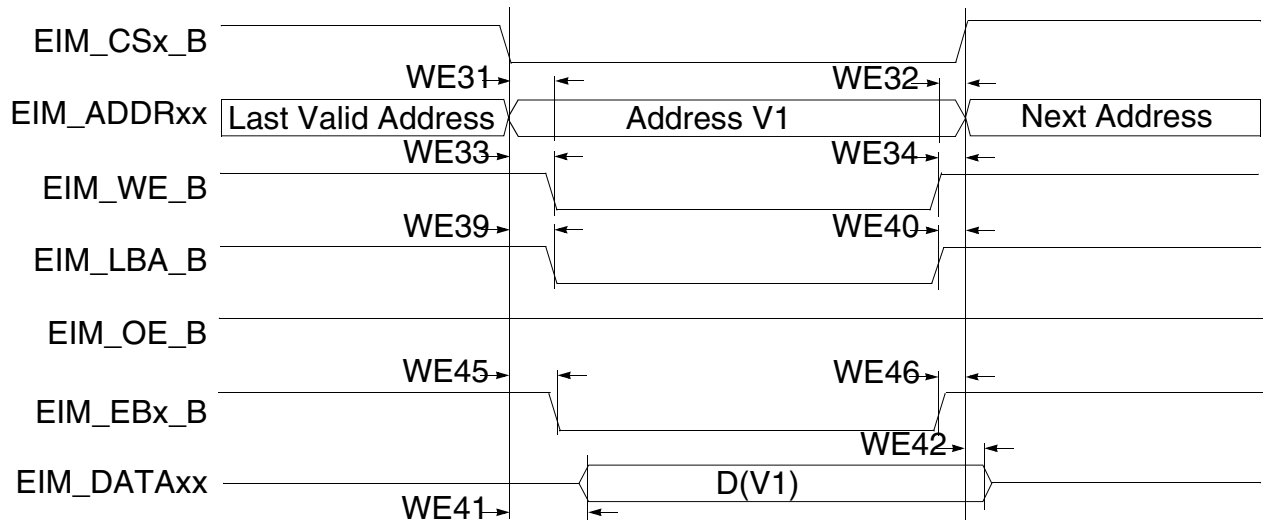 EIM_CSx_B
WE31 WE32
EIM_ADDRxx Last Valid Address Address V1 Next Address
WE33 WE34
EIM_WE_B
WE39 WE40
EIM_LBA_B
EIM_OE_B
WE45 WE46
EIM_EBx_B
WE42
EIM_DATAxx D(V1)
WE41